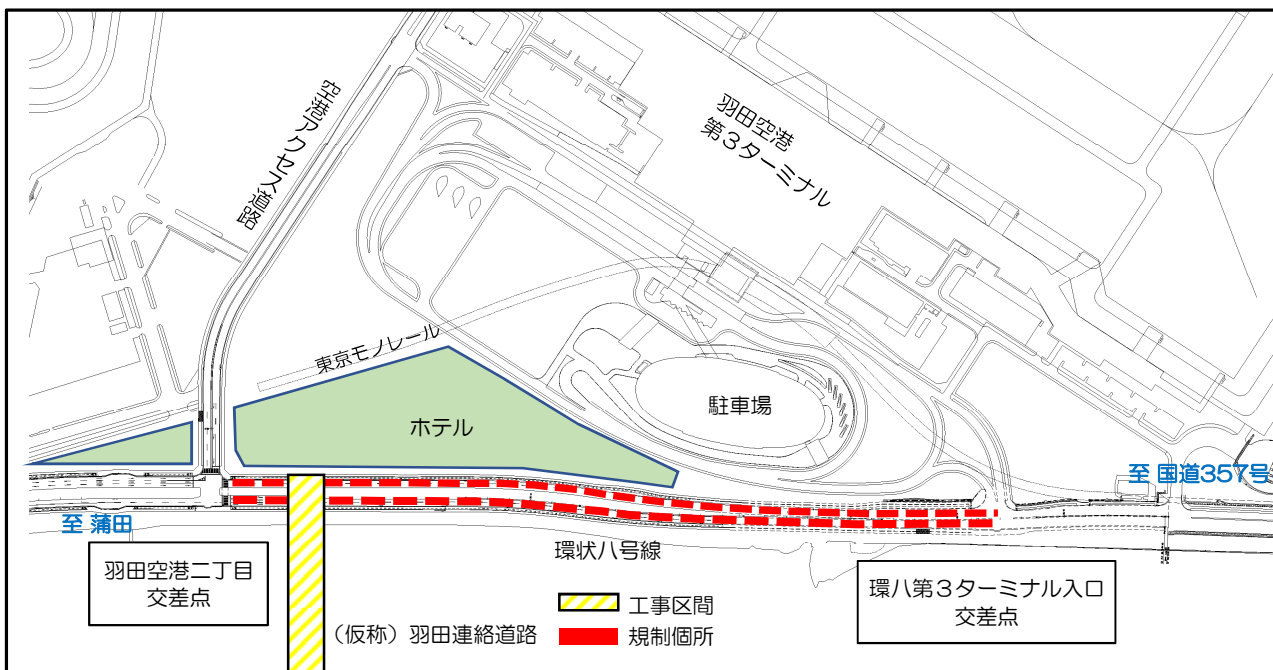 空港アクセス道路
羽田空港
第3ターミナル
東京モノレール
駐車場
ホテル
至 国道357号
至 蒲田
環状八号線
羽田空港二丁目
交差点
環八第3ターミナル入口
交差点
工事区間
(仮称)羽田連絡道路
規制個所